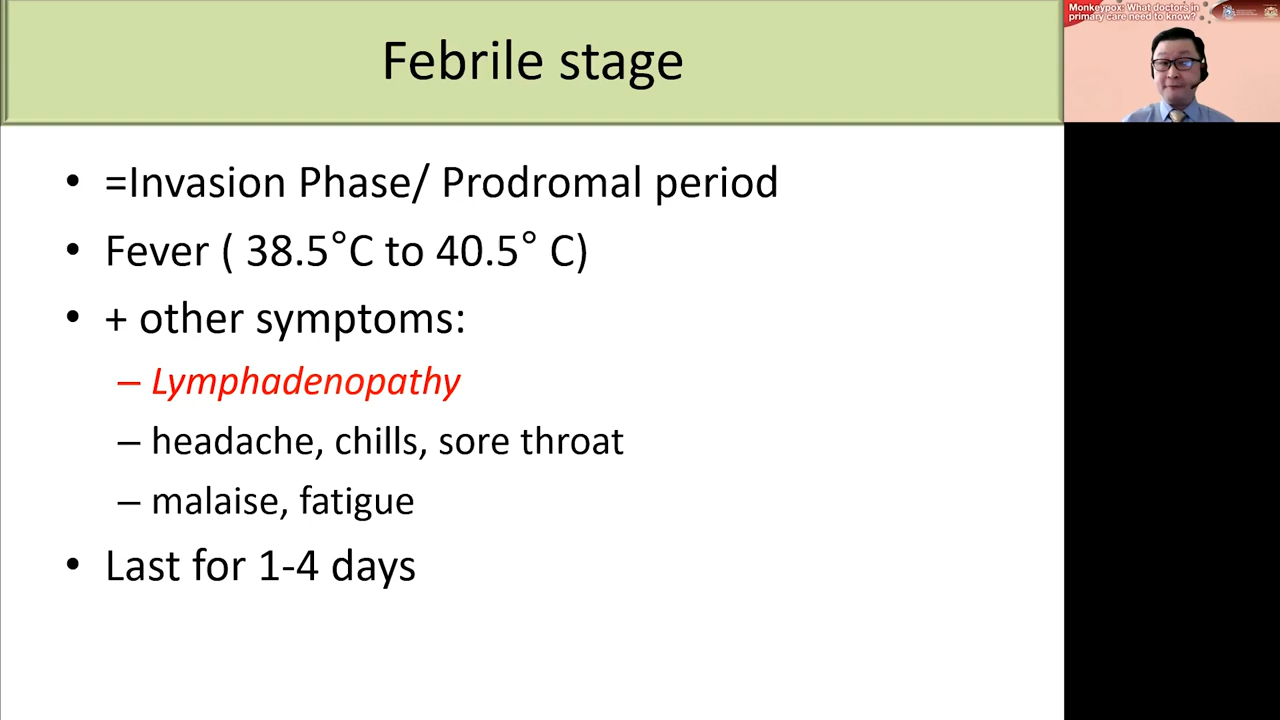 Febrile stage
Monkeypox: What doctors in
primary care need to know?
• =Invasion Phase/ Prodromal period
• Fever ( 38.5°C to 40.5° C)
• + other symptoms:
– Lymphadenopathy
– headache, chills, sore throat
– malaise, fatigue
• Last for 1-4 days